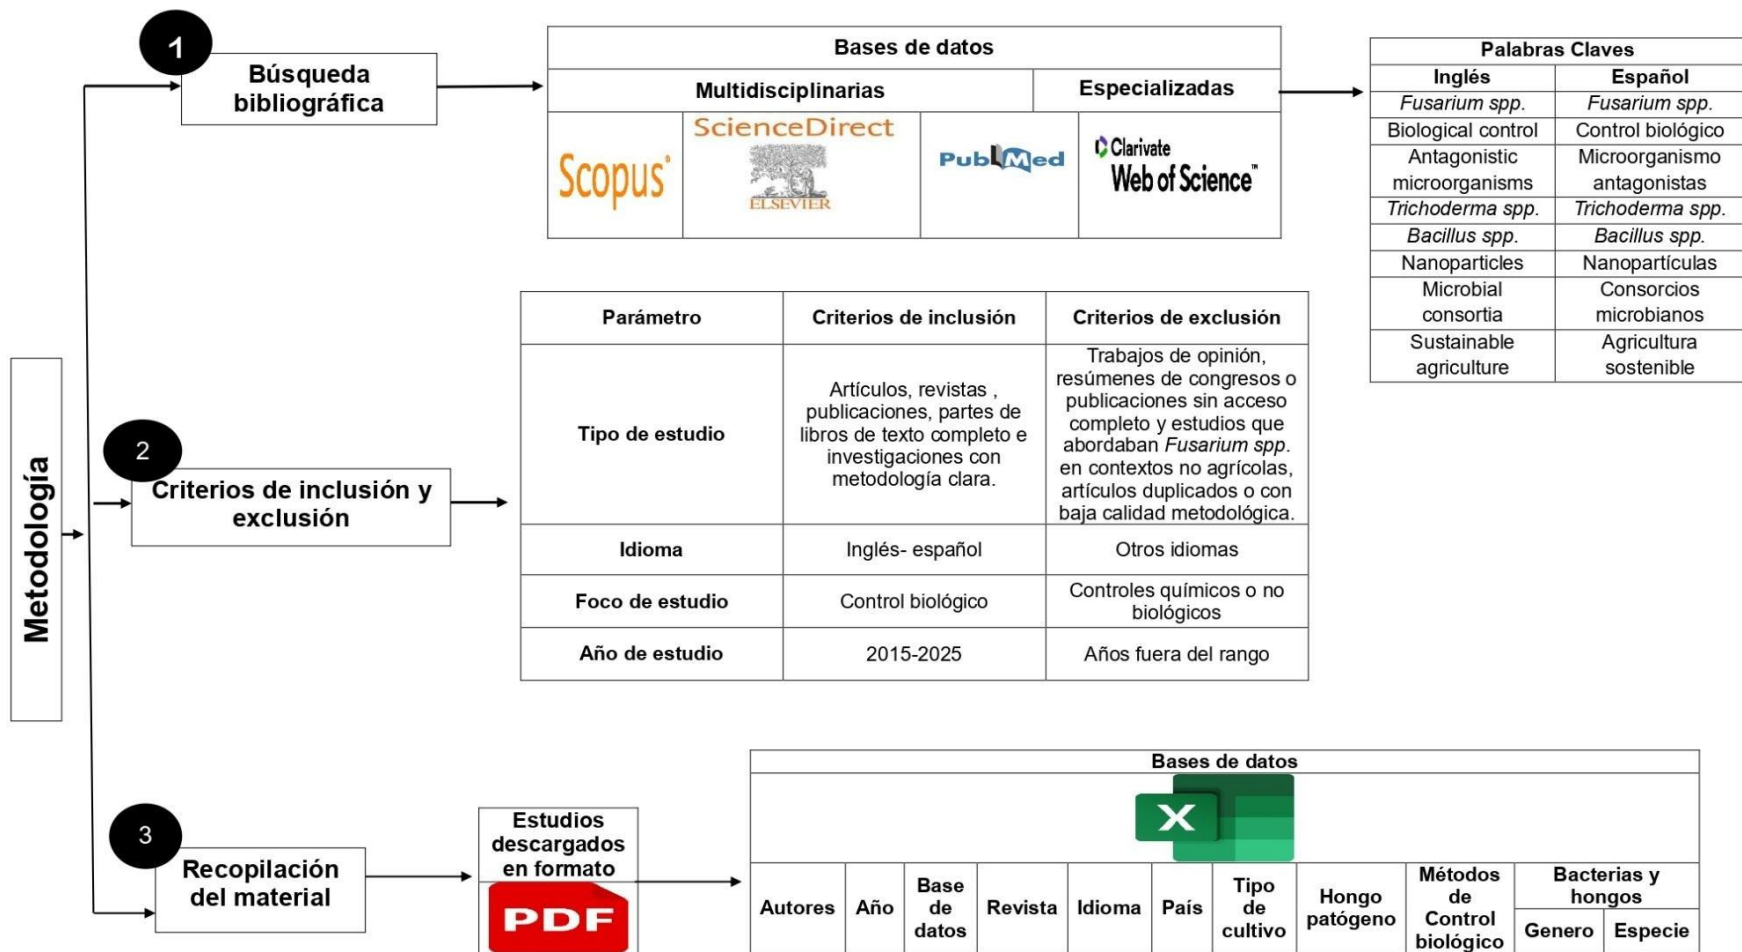 Metodología
1
Búsqueda
bibliográfica
Bases de datos
Multidisciplinarias
Especializadas
Scopus®
ScienceDirect
ELSEVIER
PubMed
Clarivate
Web of Science™
Palabras Claves
Inglés Español
Fusarium spp. Fusarium spp.
Biological control Control biológico
Antagonistic Microorganismo
microorganisms antagonistas
Trichoderma spp. Trichoderma spp.
Bacillus spp. Bacillus spp.
Nanoparticles Nanopartículas
Microbial Consorcios
consortia microbianos
Sustainable Agricultura
agriculture sostenible
2
Criterios de inclusión y
exclusión
Parámetro Criterios de inclusión Criterios de exclusión
Tipo de estudio
Artículos, revistas ,
publicaciones, partes de
libros de texto completo e
investigaciones con
metodología clara.
Trabajos de opinión,
resúmenes de congresos o
publicaciones sin acceso
completo y estudios que
abordaban Fusarium spp.
en contextos no agrícolas,
artículos duplicados o con
baja calidad metodológica.
Idioma Inglés- español Otros idiomas
Foco de estudio Control biológico
Controles químicos o no
biológicos
Año de estudio 2015-2025 Años fuera del rango
3
Recopilación
del material
Estudios
descargados
en formato
PDF
Bases de datos
X
Autores
Año
Base
de
datos
Revista
Idioma
País
Tipo
de
cultivo
Hongo
patógeno
Métodos
de
Control
biológico
Bacterias y
hongos
Genero Especie